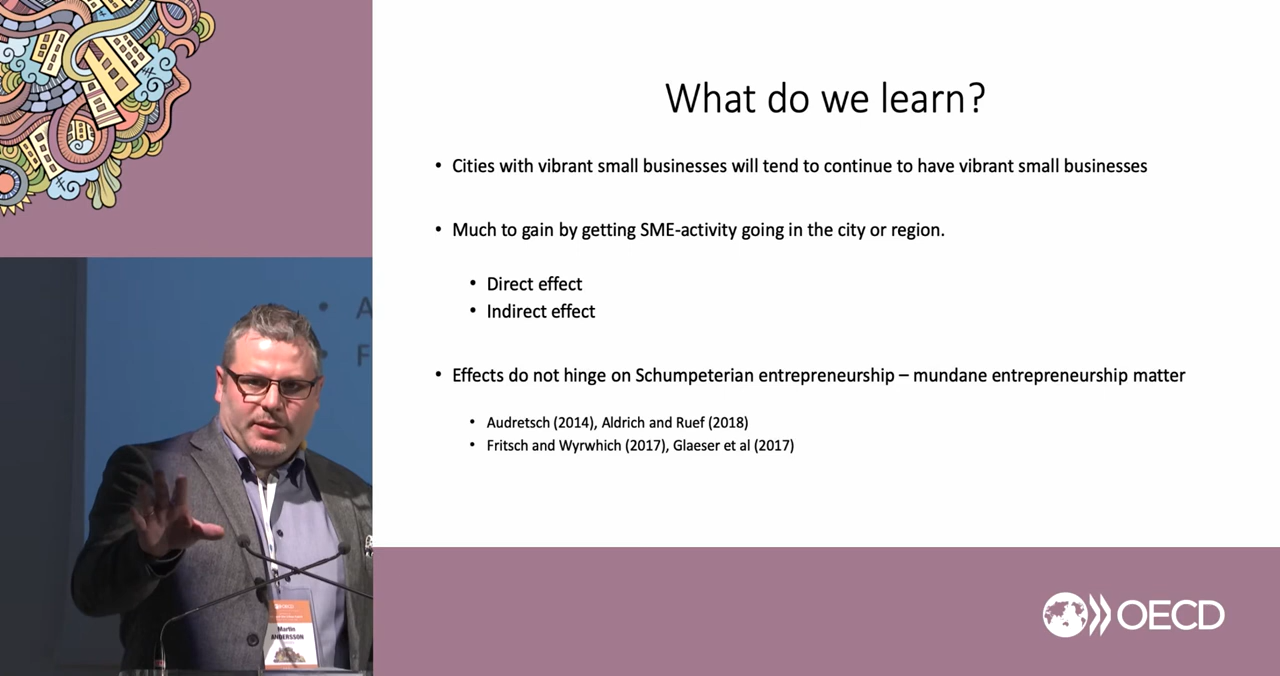 What do we learn?
• Cities with vibrant small businesses will tend to continue to have vibrant small businesses
• Much to gain by getting SME-activity going in the city or region.
• Direct effect
• Indirect effect
• Effects do not hinge on Schumpeterian entrepreneurship – mundane entrepreneurship matter
• Audretsch (2014), Aldrich and Ruef (2018)
• Fritsch and Wyrwhich (2017), Glaeser et al (2017)
• A
F
OECD
Martin
ANDERSSON
OECD